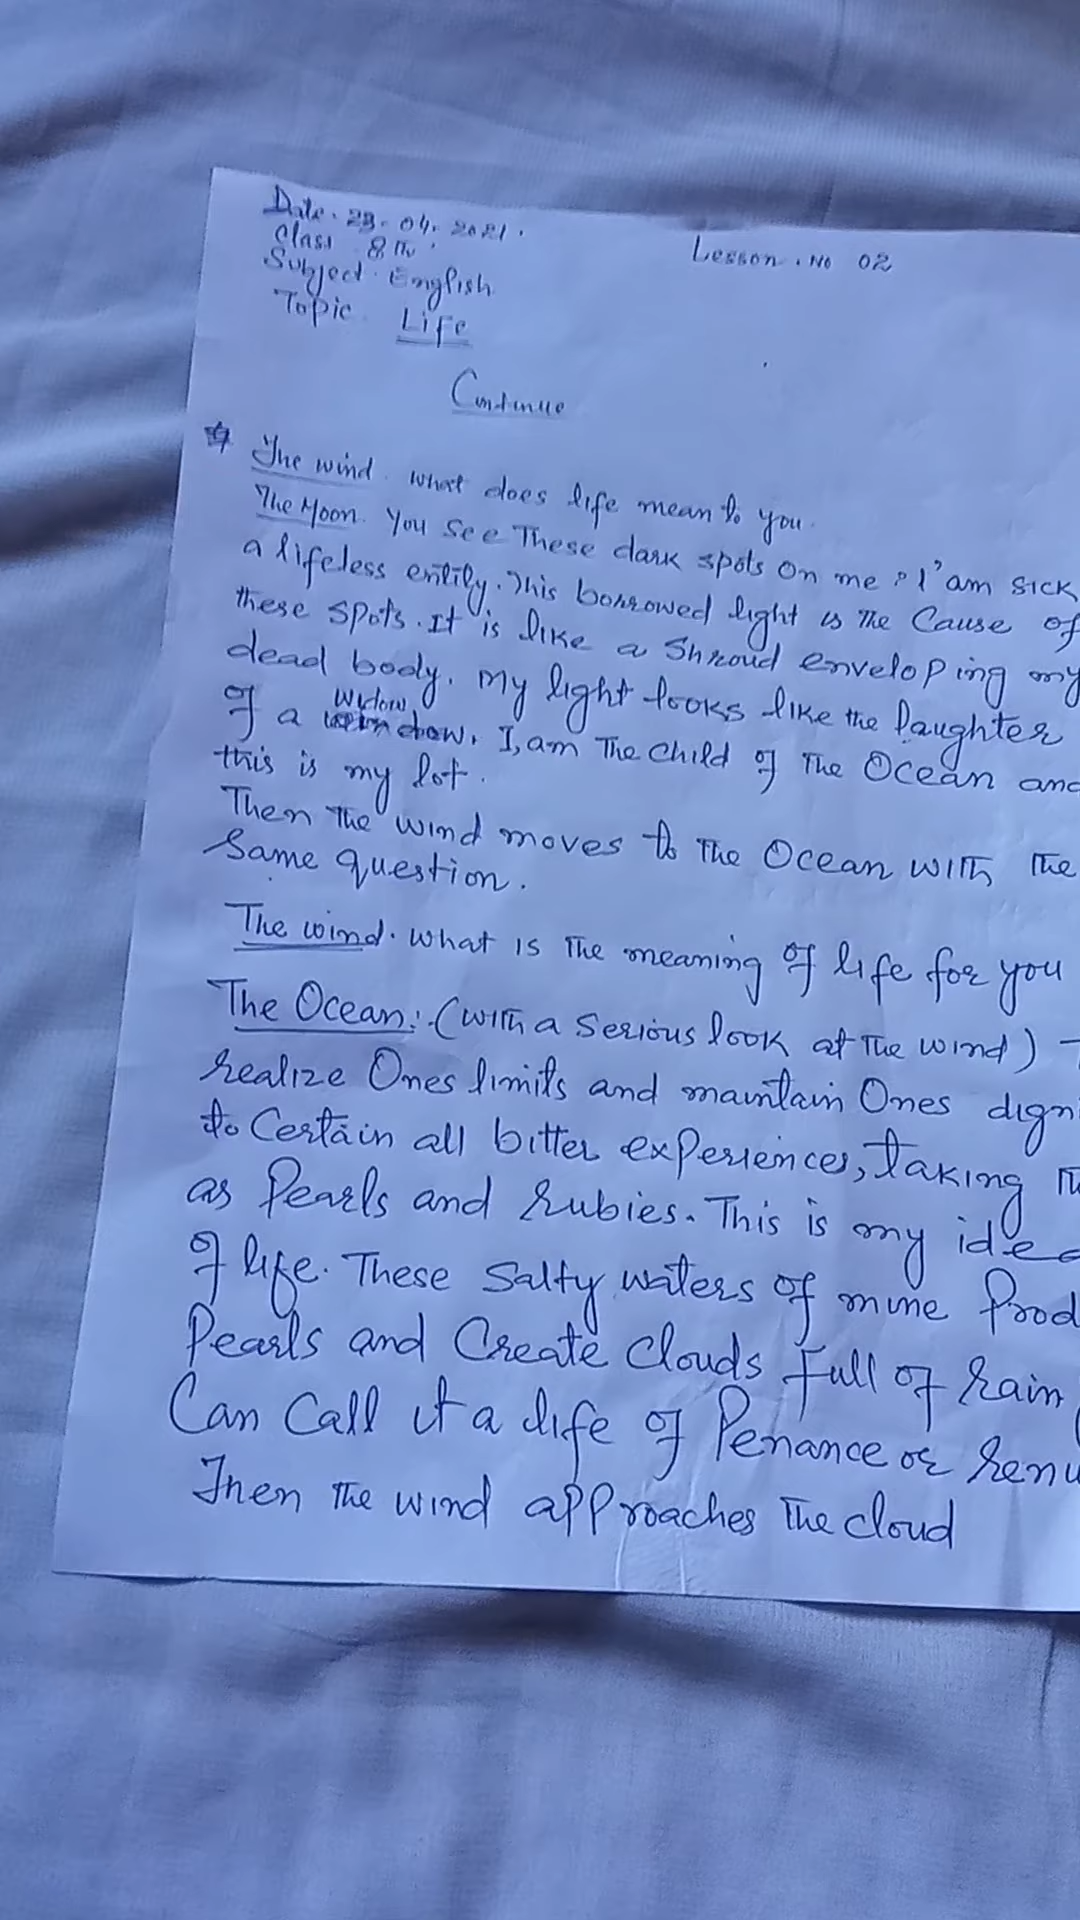 Date. 23. 04. 2021.
Class 8th
Lesson. No 02
Subject. English
Topic Life
Continue
The wind. what does life mean to you.
The Moon. You see These dark spots on me? I'am sick,
a lifeless entity. This borrowed light is The Cause of
these spots. It is like a Shroud enveloping my
dead body. My light looks like the laughter
widow
of a I, am The Child of The Ocean and
this is my lot.
Then The wind moves to The Ocean with The
Same question.
The wind. what is The meaning of life for you
The Ocean:- (with a serious look at The wind)
realize Ones limits and maintain Ones digni
to Certain all bitter experiences, taking
as Pearls and Rubies. This is my idea
of life. These Salty waters of mine Prod
Pearls and Create Clouds full of rain
Can Call it a life of Penance or renu
Then The wind approaches The cloud